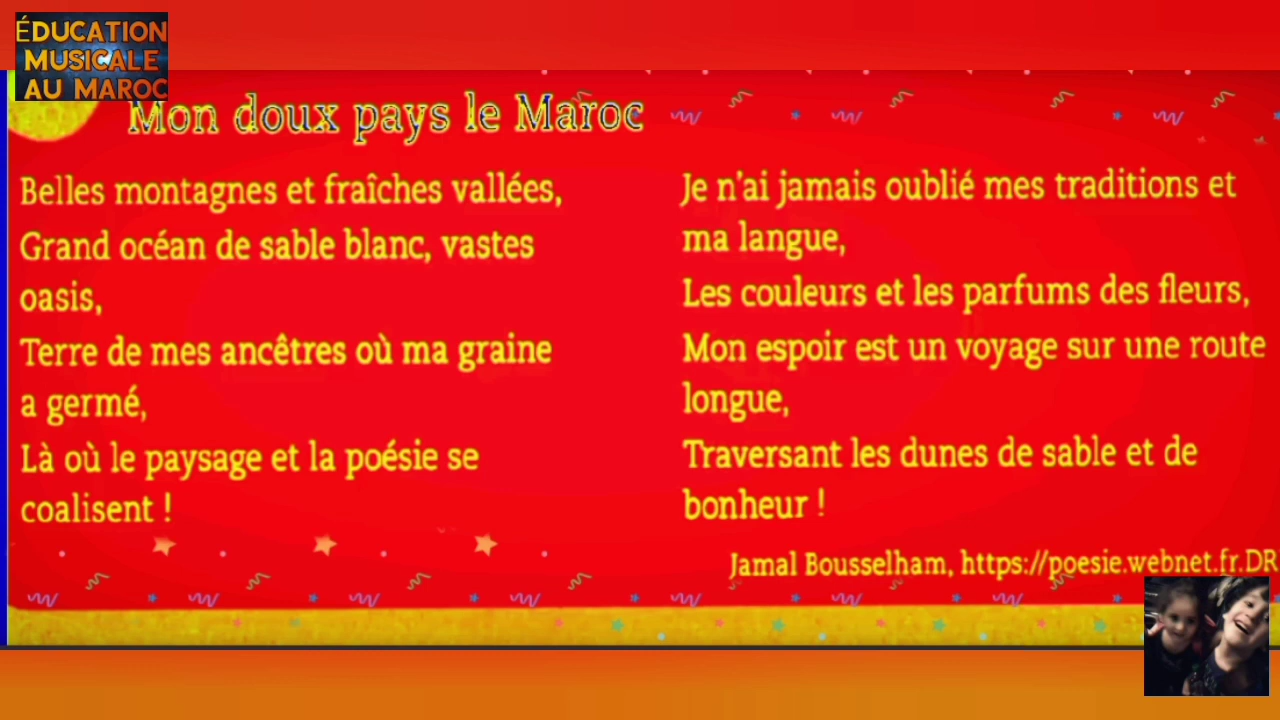 ÉDUCATION
MUSICALE
AU MAROC
Mon doux pays le Maroc
Belles montagnes et fraîches vallées,
Grand océan de sable blanc, vastes
oasis,
Terre de mes ancêtres où ma graine
a germé,
Là où le paysage et la poésie se
coalisent !
Je n'ai jamais oublié mes traditions et
ma langue,
Les couleurs et les parfums des fleurs,
Mon espoir est un voyage sur une route
longue,
Traversant les dunes de sable et de
bonheur !
Jamal Bousselham, https://poesie.webnet.fr.DR